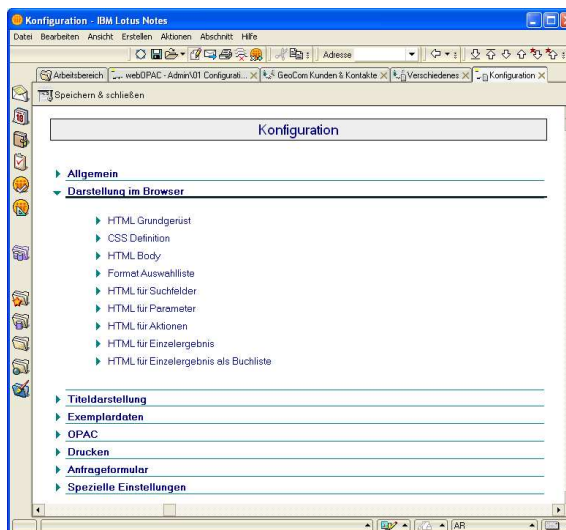 Konfiguration - IBM Lotus Notes
Datei Bearbeiten Ansicht Erstellen Aktionen Abschnitt Hilfe
Adresse
Arbeitsbereich webOPAC - Admin\01 Configurati... GeoCom Kunden & Kontakte Verschiedenes Konfiguration
Speichern & schließen
Konfiguration
Allgemein
Darstellung im Browser
HTML Grundgerüst
CSS Definition
HTML Body
Format Auswahlliste
HTML für Suchfelder
HTML für Parameter
HTML für Aktionen
HTML für Einzelergebnis
HTML für Einzelergebnis als Buchliste
Titeldarstellung
Exemplardaten
OPAC
Drucken
Anfrageformular
Spezielle Einstellungen
AR